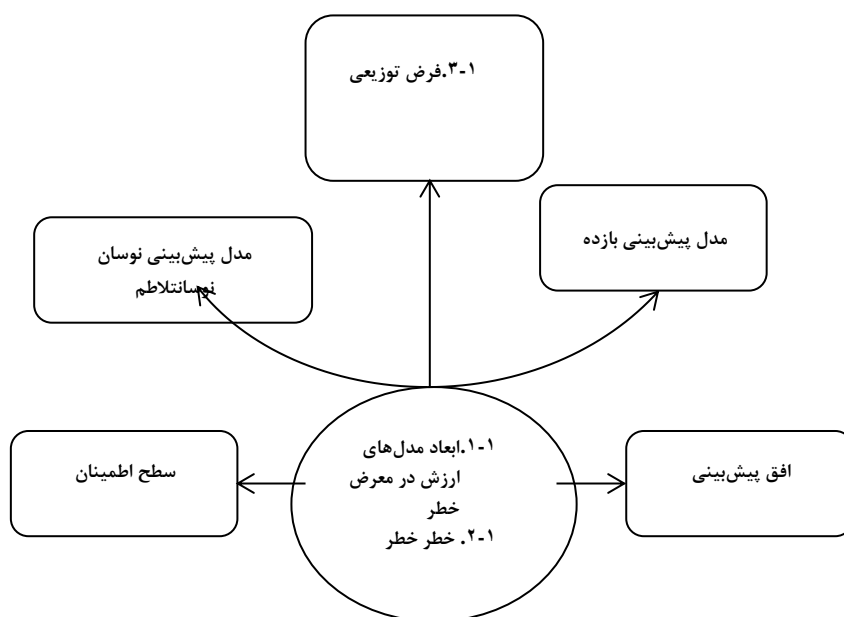 ۳-۱.فرض توزیعی
مدل پیش‌بینی بازده
مدل پیش‌بینی نوسان
نوسانتلاطم
۱-۱.ابعاد مدل‌های
ارزش در معرض
خطر
۲-۱. خطر خطر
افق پیش‌بینی
سطح اطمینان